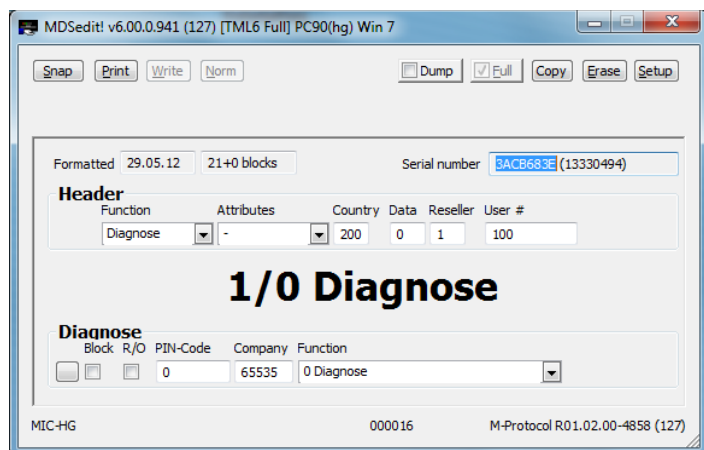 MDSedit! v6.00.0.941 (127) [TML6 Full] PC90(hg) Win 7
Snap Print Write Norm Dump Full Copy Erase Setup
Formatted 29.05.12 21+0 blocks Serial number 3ACB683E (13330494)
Header
Function Attributes Country Data Reseller User #
Diagnose - 200 0 1 100
1/0 Diagnose
Diagnose
Block R/O PIN-Code Company Function
0 65535 0 Diagnose
MIC-HG 000016 M-Protocol R01.02.00-4858 (127)